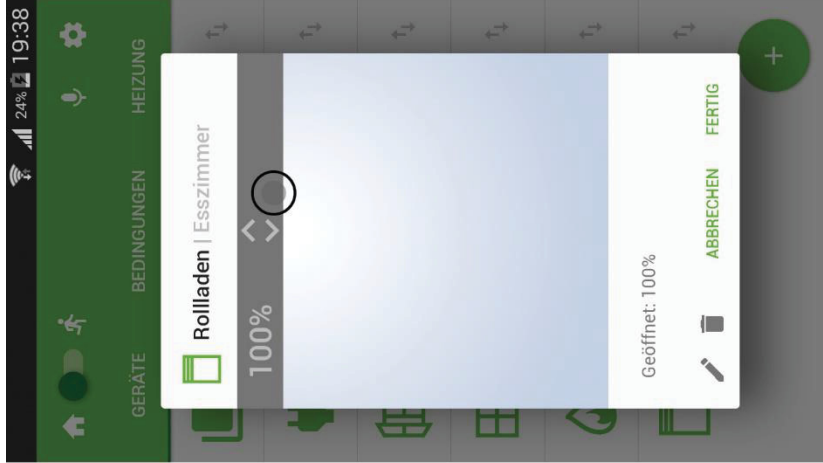 24% 19:38
GERÄTE BEDINGUNGEN HEIZUNG
Rollladen | Esszimmer
100%
Geöffnet: 100%
ABBRECHEN FERTIG